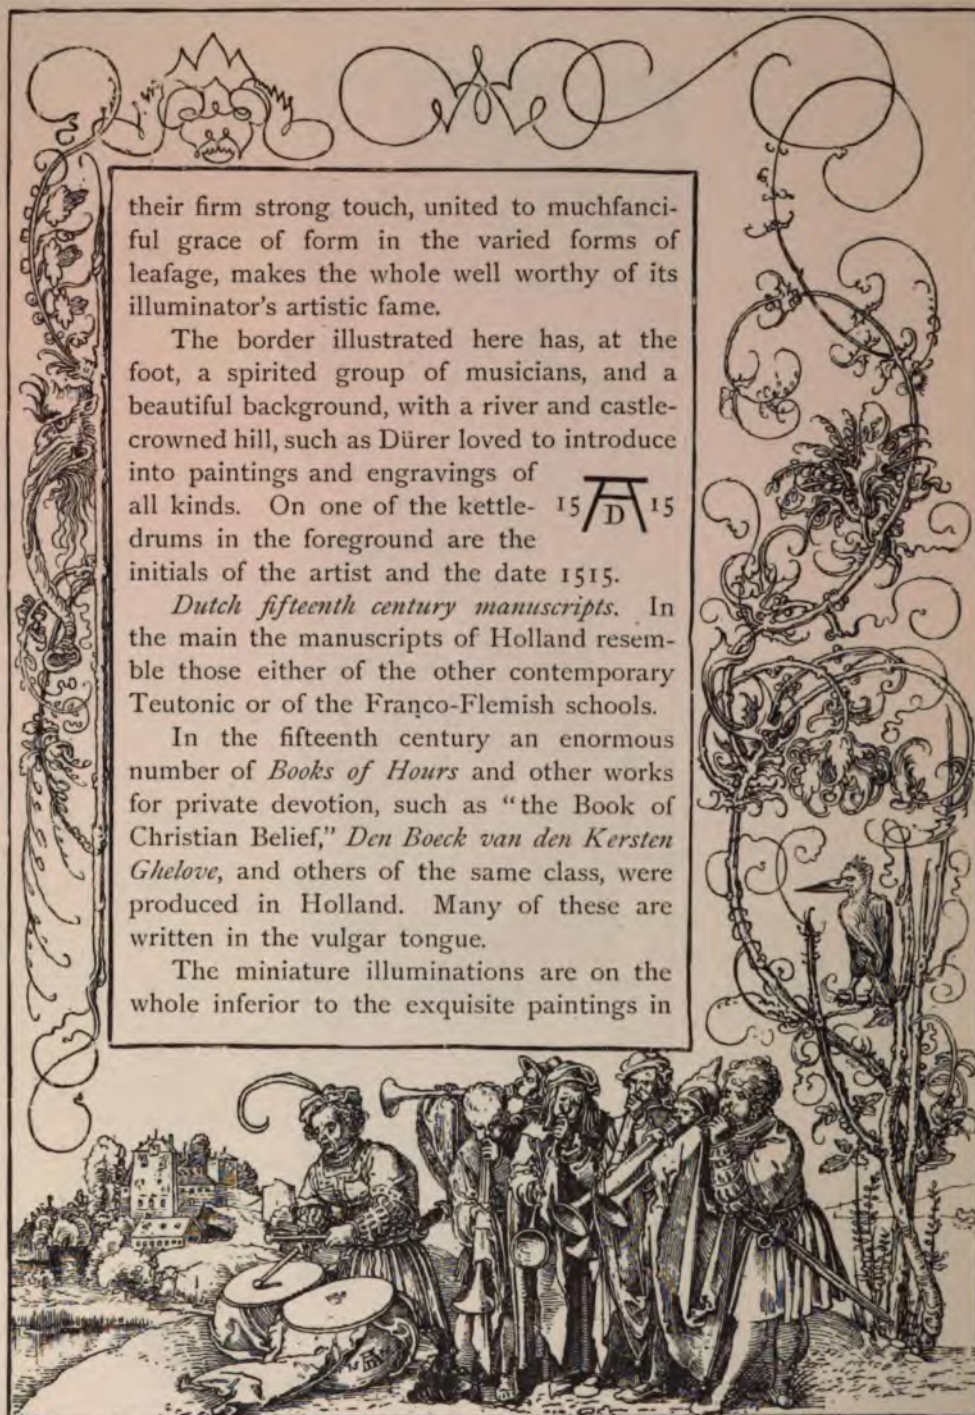 their firm strong touch, united to muchfanci-
ful grace of form in the varied forms of
leafage, makes the whole well worthy of its
illuminator's artistic fame.
The border illustrated here has, at the
foot, a spirited group of musicians, and a
beautiful background, with a river and castle-
crowned hill, such as Dürer loved to introduce
into paintings and engravings of
all kinds. On one of the kettle-
drums in the foreground are the
initials of the artist and the date 1515.
15 AD 15
Dutch fifteenth century manuscripts. In
the main the manuscripts of Holland resem-
ble those either of the other contemporary
Teutonic or of the Franco-Flemish schools.
In the fifteenth century an enormous
number of Books of Hours and other works
for private devotion, such as "the Book of
Christian Belief," Den Boeck van den Kersten
Ghelove, and others of the same class, were
produced in Holland. Many of these are
written in the vulgar tongue.
The miniature illuminations are on the
whole inferior to the exquisite paintings in
AD